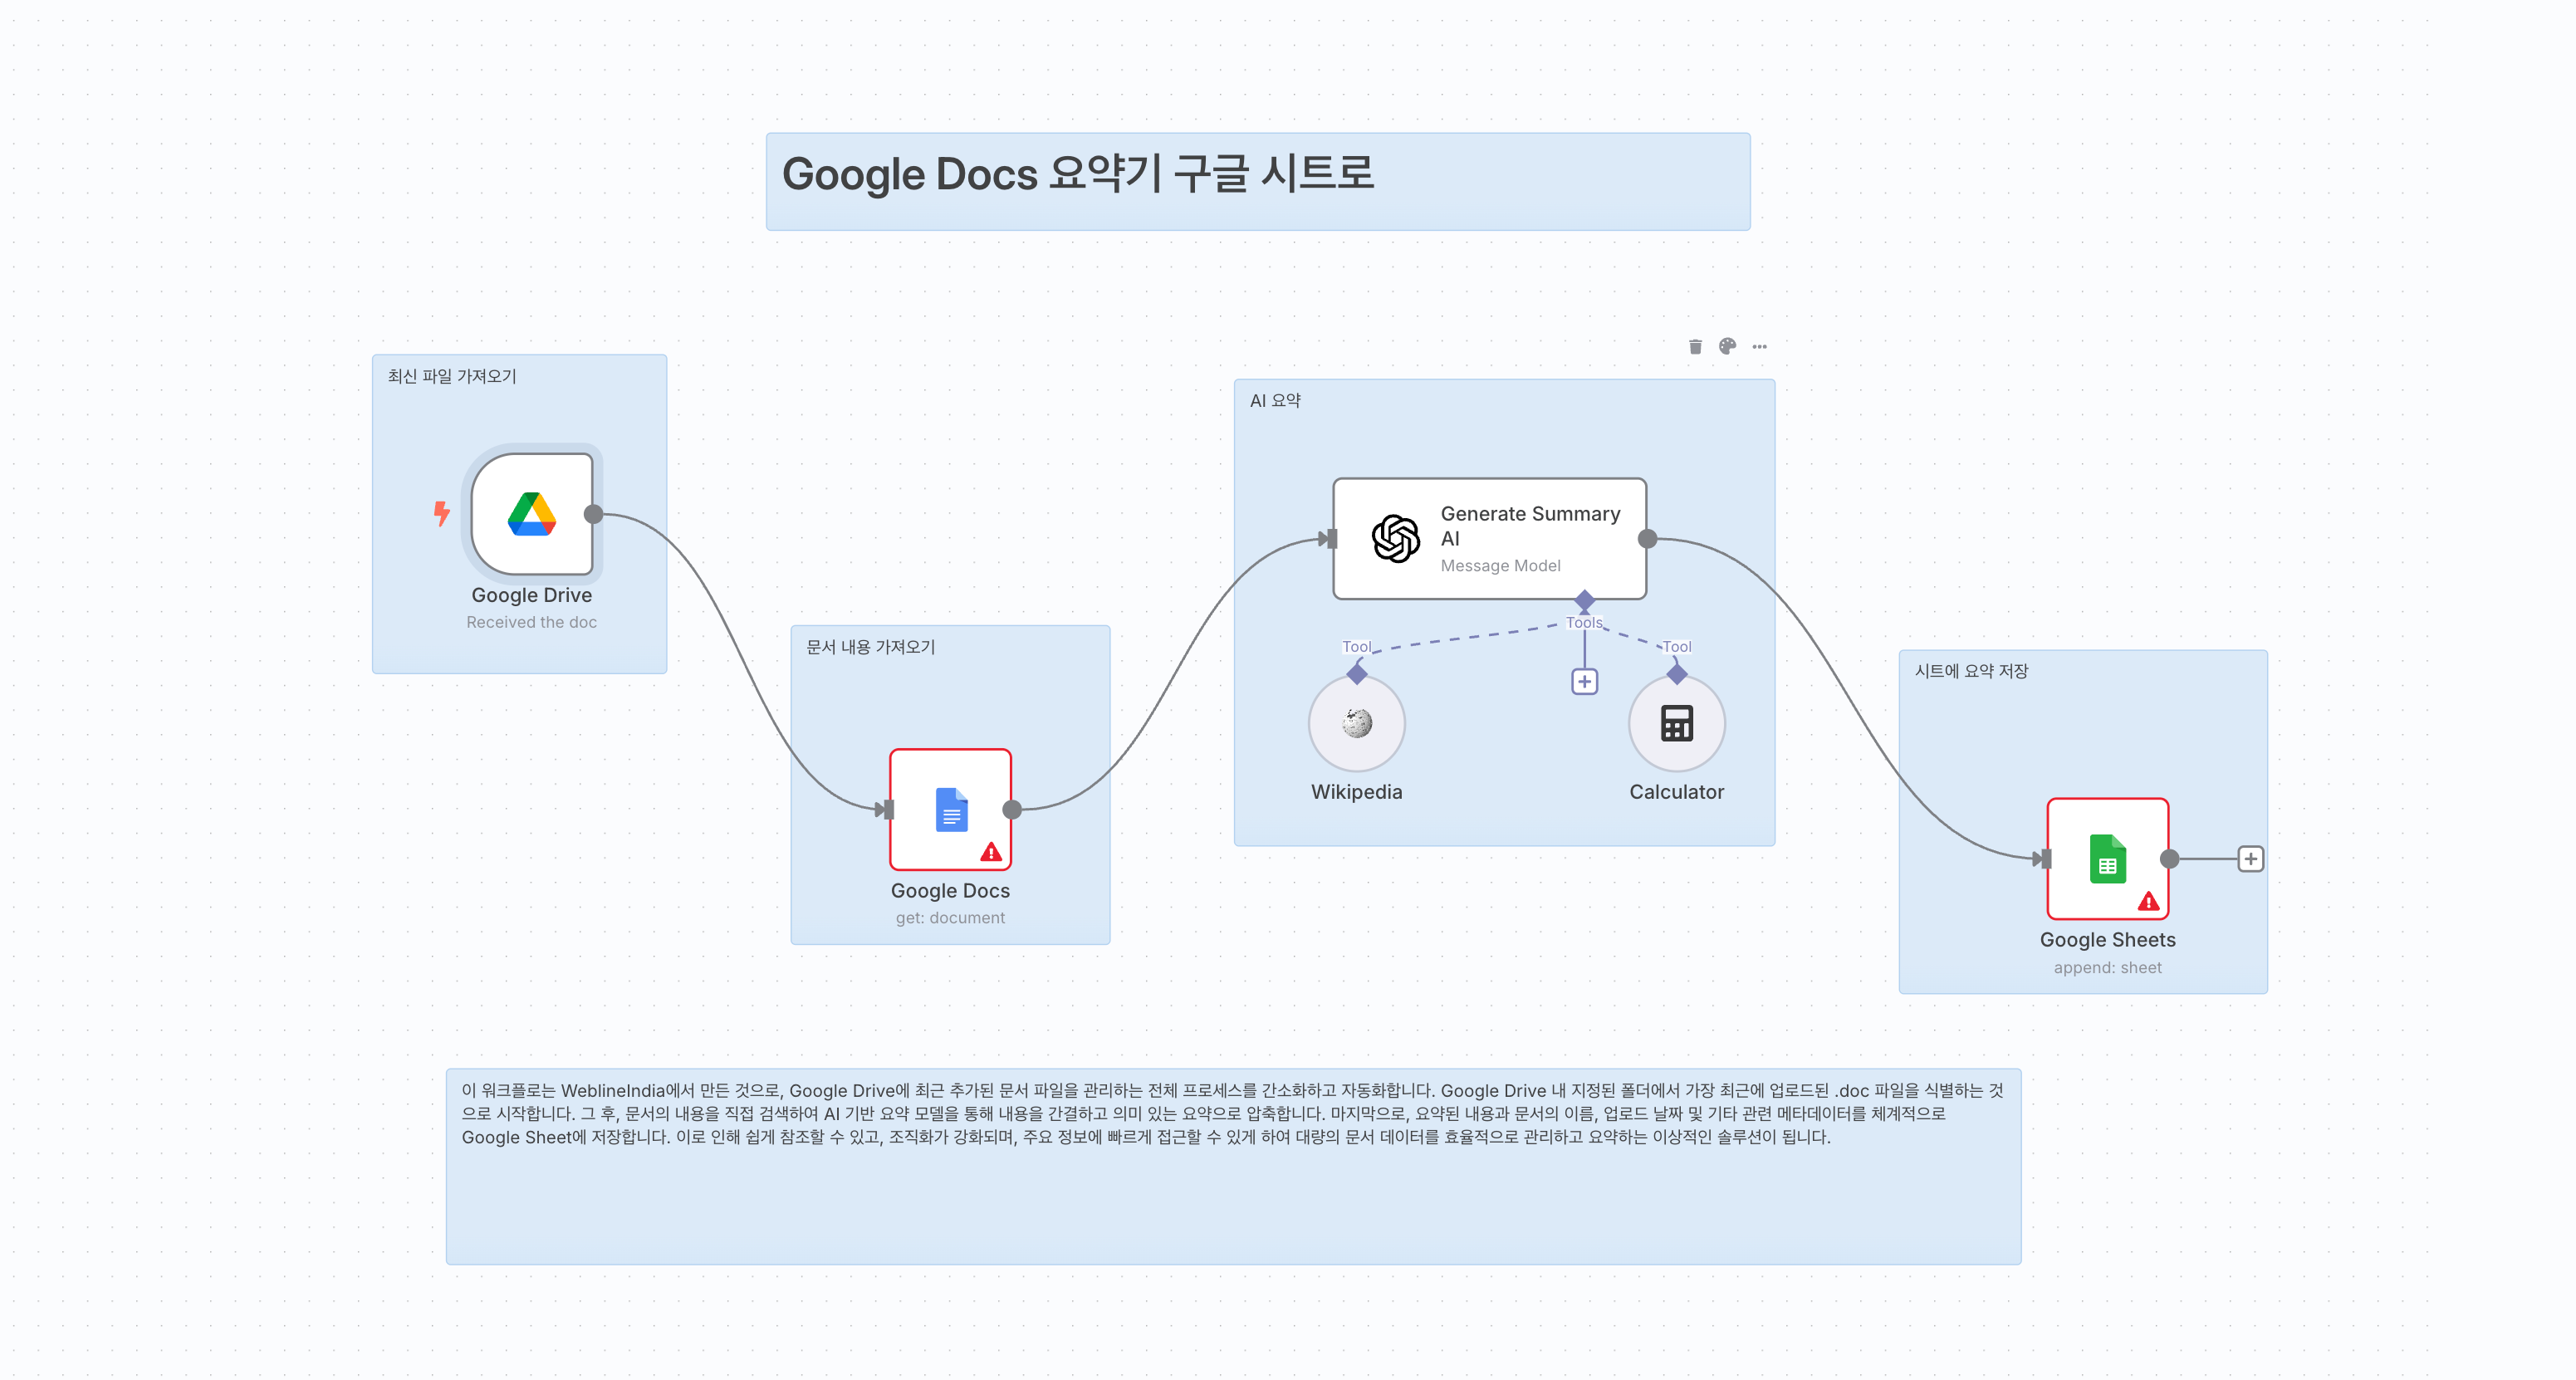 Google Docs 요약기 구글 시트로
최신 파일 가져오기
Google Drive
Received the doc
문서 내용 가져오기
Google Docs
get: document
AI 요약
Generate Summary
AI
Message Model
Tools
Tool
Tool
Wikipedia
Calculator
시트에 요약 저장
Google Sheets
append: sheet
이 워크플로는 WeblineIndia에서 만든 것으로, Google Drive에 최근 추가된 문서 파일을 관리하는 전체 프로세스를 간소화하고 자동화합니다. Google Drive 내 지정된 폴더에서 가장 최근에 업로드된 .doc 파일을 식별하는 것
으로 시작합니다. 그 후, 문서의 내용을 직접 검색하여 AI 기반 요약 모델을 통해 내용을 간결하고 의미 있는 요약으로 압축합니다. 마지막으로, 요약된 내용과 문서의 이름, 업로드 날짜 및 기타 관련 메타데이터를 체계적으로
Google Sheet에 저장합니다. 이로 인해 쉽게 참조할 수 있고, 조직화가 강화되며, 주요 정보에 빠르게 접근할 수 있게 하여 대량의 문서 데이터를 효율적으로 관리하고 요약하는 이상적인 솔루션이 됩니다.